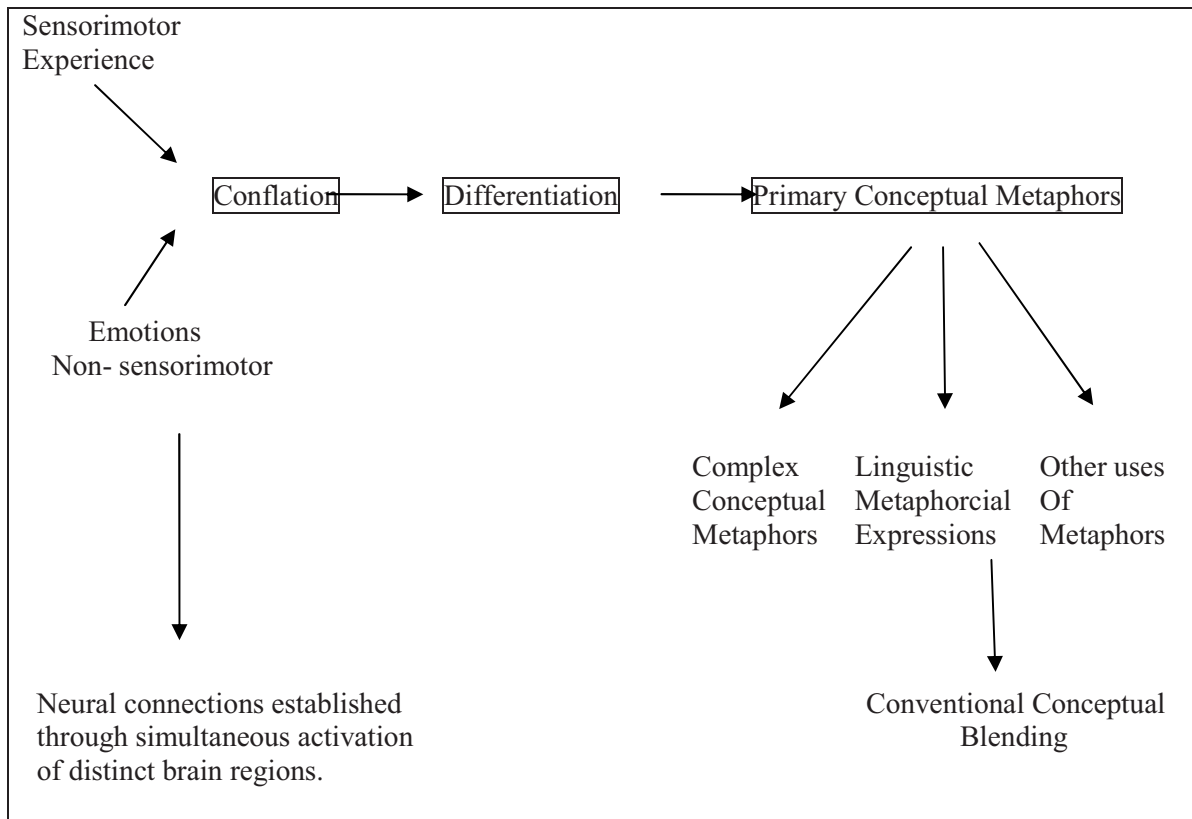 Sensorimotor
Experience
Conflation
Differentiation
Primary Conceptual Metaphors
Emotions
Non- sensorimotor
Complex
Conceptual
Metaphors
Linguistic
Metaphorcial
Expressions
Other uses
Of
Metaphors
Neural connections established
through simultaneous activation
of distinct brain regions.
Conventional Conceptual
Blending